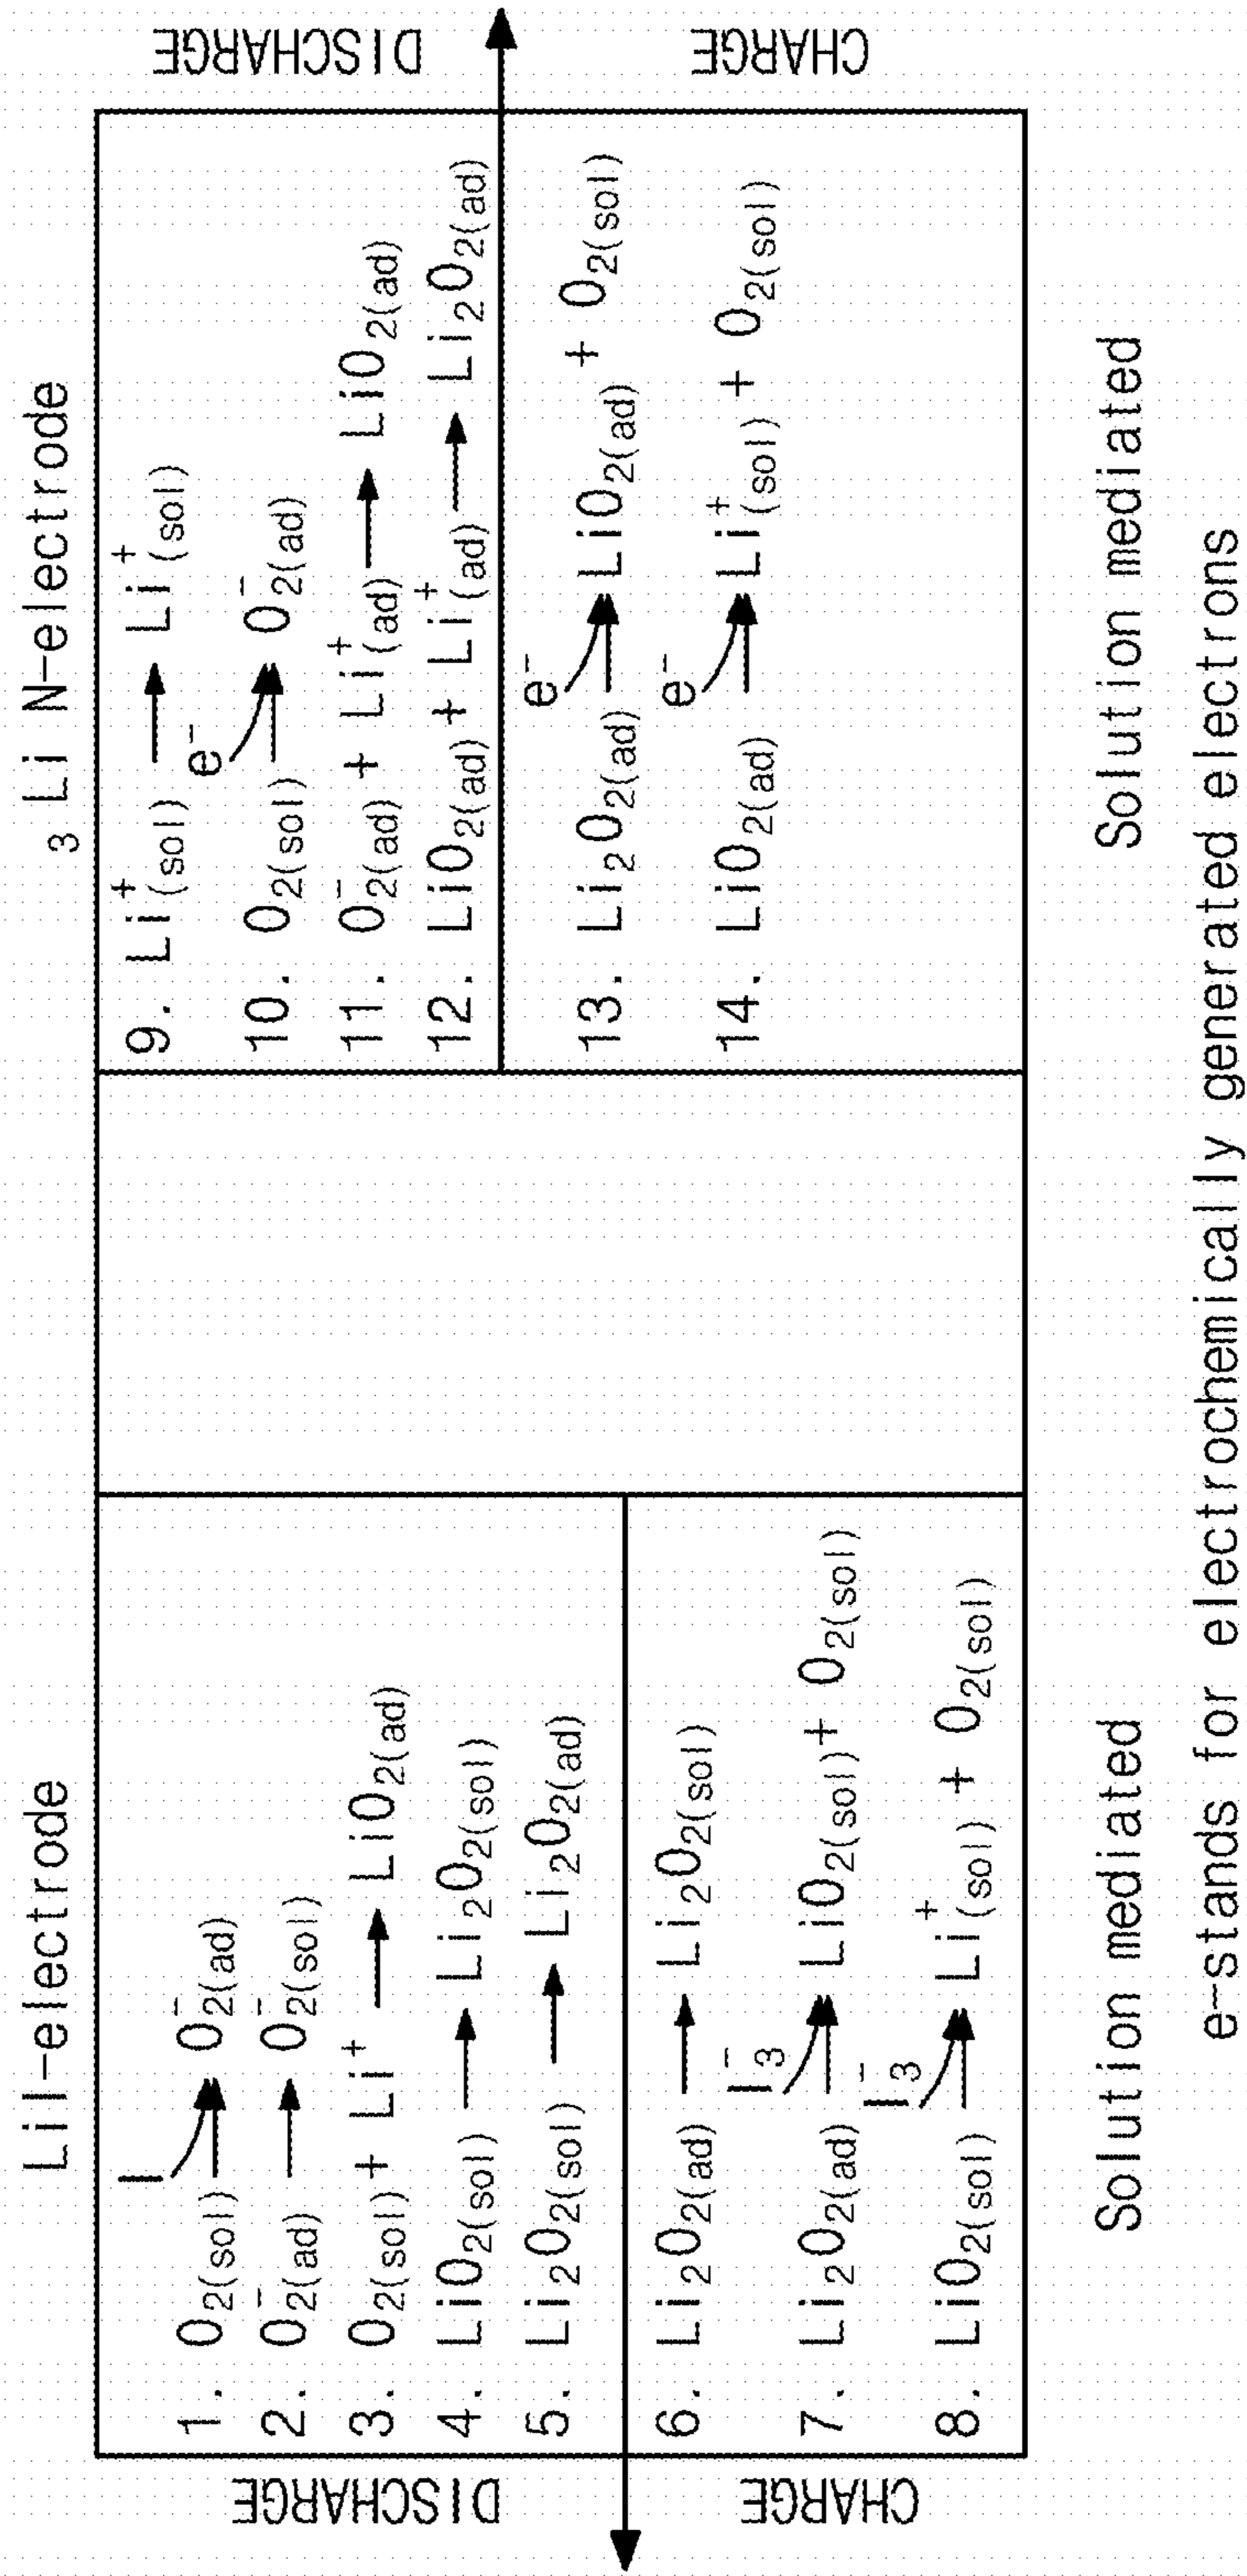 LiI-electrode
₃ Li N-electrode
DISCHARGE
I
1. O₂(sol) → O₂⁻(ad)
2. O₂⁻(ad) → O₂⁻(sol)
3. O₂(sol) + Li⁺ → LiO₂(ad)
4. LiO₂(sol) → Li₂O₂(sol)
5. Li₂O₂(sol) → Li₂O₂(ad)
CHARGE
6. Li₂O₂(ad) → Li₂O₂(sol)
I₃⁻
7. Li₂O₂(ad) → LiO₂(sol) + O₂(sol)
I₃⁻
8. LiO₂(sol) → Li⁺(sol) + O₂(sol)
9. Li⁺(sol) → Li⁺(sol)
e⁻
10. O₂(sol) → O₂⁻(ad)
11. O₂⁻(ad) + Li⁺(ad) → LiO₂(ad)
12. LiO₂(ad) + Li⁺(ad) → Li₂O₂(ad)
DISCHARGE
e⁻
13. Li₂O₂(ad) → LiO₂(ad) + O₂(sol)
e⁻
14. LiO₂(ad) → Li⁺(sol) + O₂(sol)
CHARGE
Solution mediated
Solution mediated
e-stands for electrochemically generated electrons